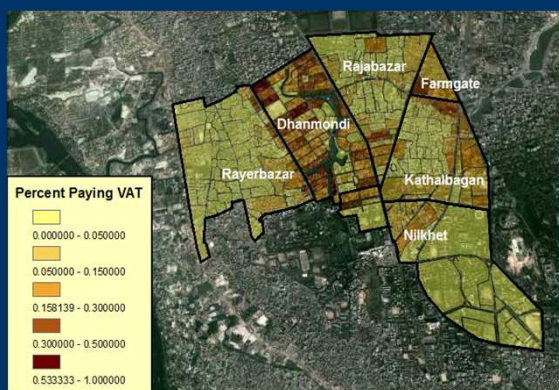 Rajabazar
Farmgate
Dhanmondi
Rayerbazar
Kathalbagan
Nilkhet
Percent Paying VAT
0.000000 - 0.050000
0.050000 - 0.150000
0.158139 - 0.300000
0.300000 - 0.500000
0.533333 - 1.000000